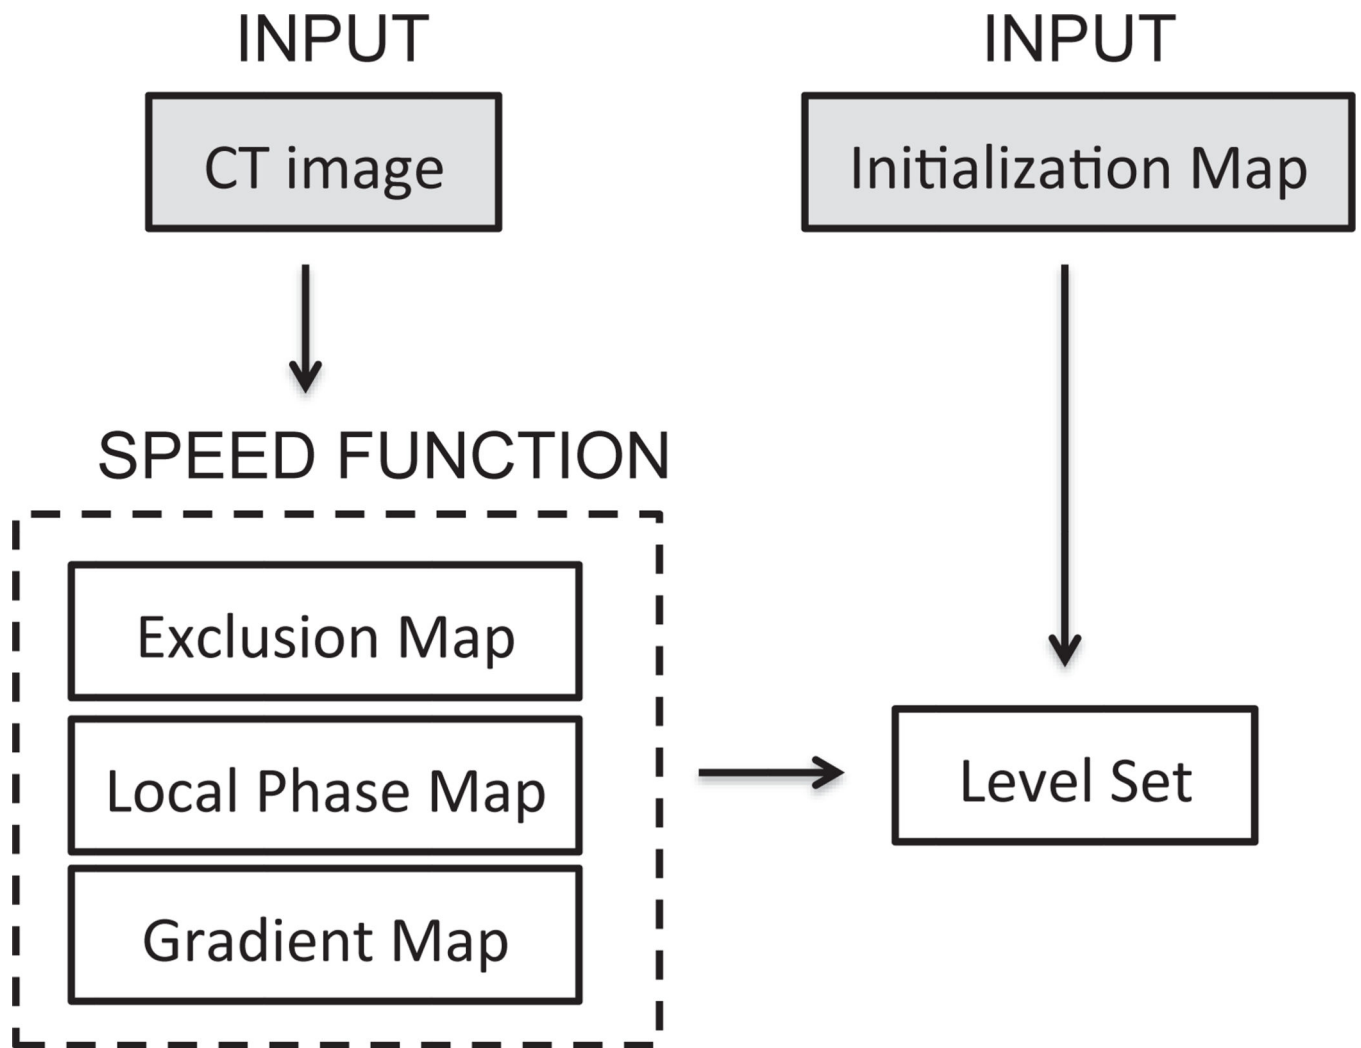 INPUT
CT image
INPUT
Initialization Map
SPEED FUNCTION
Exclusion Map
Local Phase Map
Gradient Map
Level Set